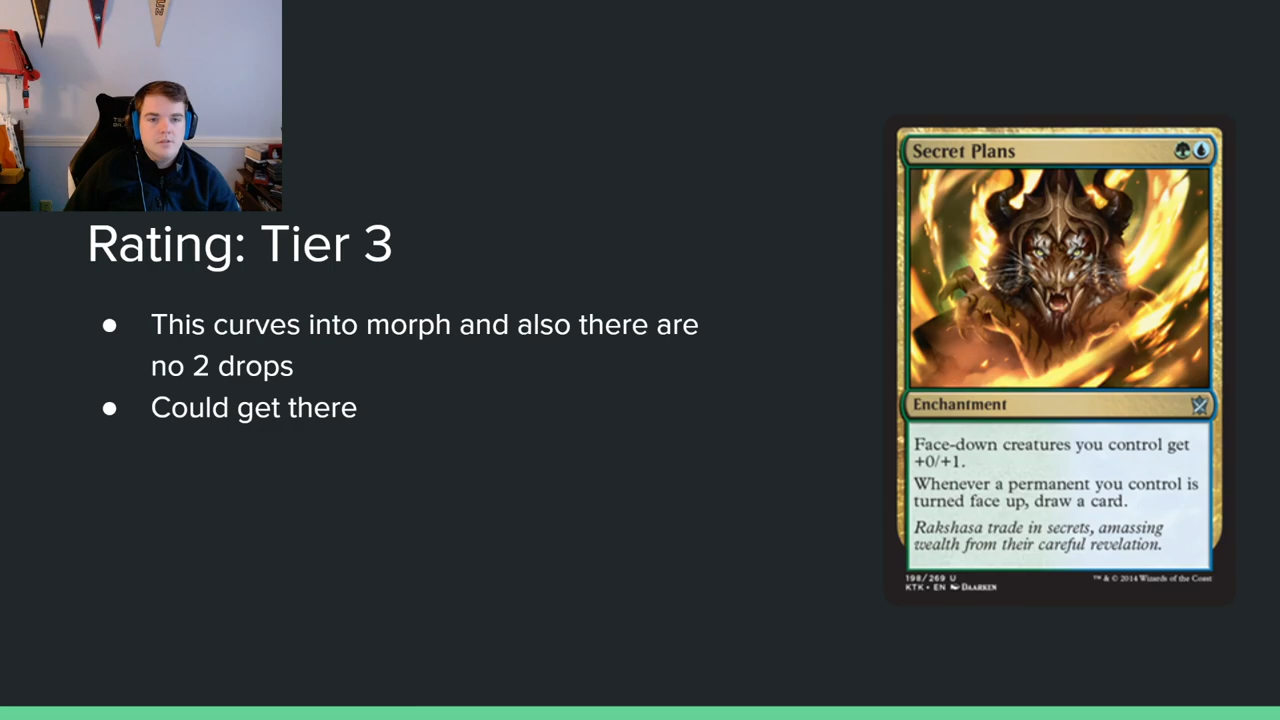 Rating: Tier 3
● This curves into morph and also there are
no 2 drops
● Could get there
Secret Plans
Enchantment
Face-down creatures you control get
+0/+1.
Whenever a permanent you control is
turned face up, draw a card.
Rakshasa trade in secrets, amassing
wealth from their careful revelation.
198/269 U
KTK • EN DAARKEN
™ & © 2014 Wizards of the Coast